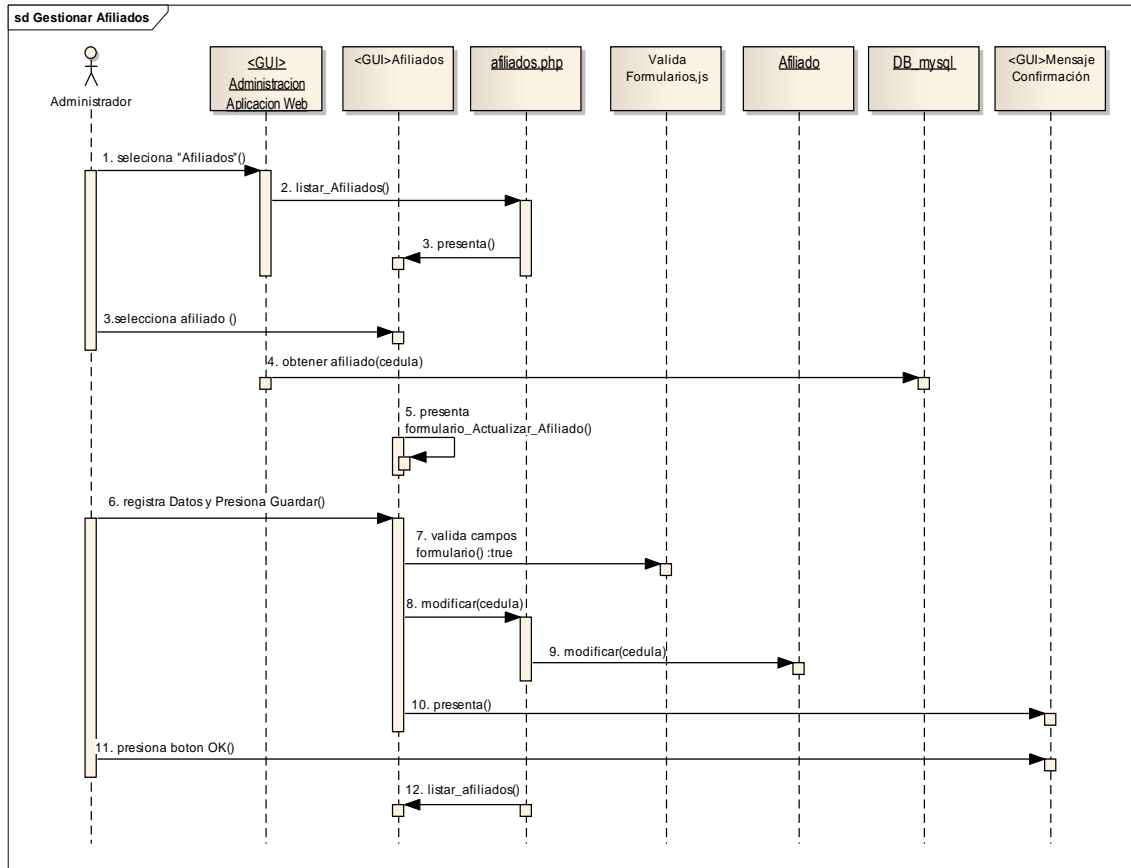 sd Gestionar Afiliados
Administrador
<GUI>
Administracion
Aplicacion Web
<GUI>Afiliados
afiliados.php
Valida
Formularios,js
Afiliado
DB_mysql
<GUI>Mensaje
Confirmación
1. seleciona "Afiliados"()
2. listar_Afiliados()
3. presenta()
3.selecciona afiliado ()
4. obtener afiliado(cedula)
5. presenta
formulario_Actualizar_Afiliado()
6. registra Datos y Presiona Guardar()
7. valida campos
formulario() :true
8. modificar(cedula)
9. modificar(cedula)
10. presenta()
11. presiona boton OK()
12. listar_afiliados()